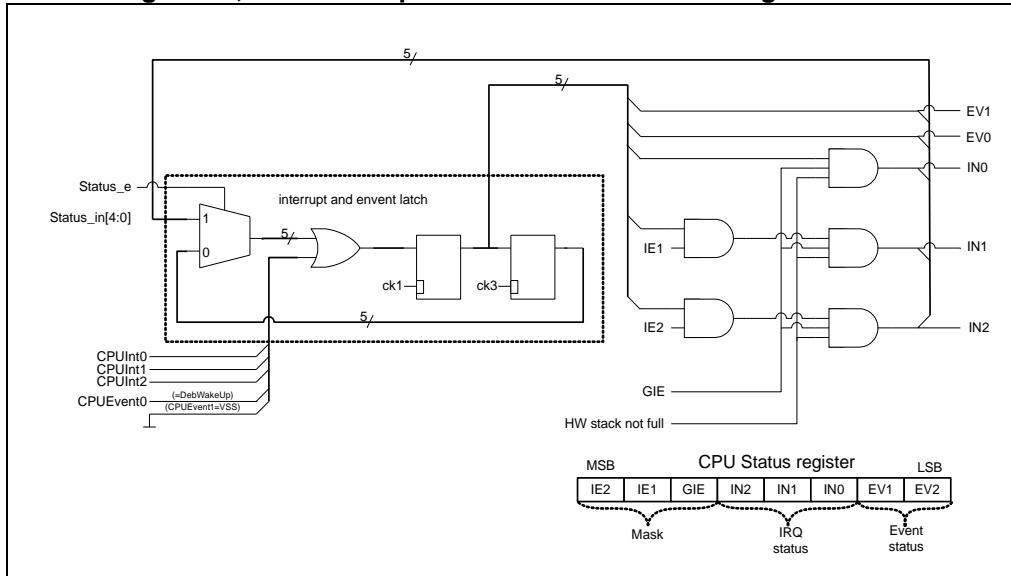 5
5
EV1
EV0
IN0
Status_e
interrupt and envent latch
Status_in[4:0]
1
5
0
IE1
IN1
ck1
ck3
5
IE2
IN2
CPUInt0
CPUInt1
CPUInt2
CPUEvent0
(=DebWakeUp)
(CPUEvent1=VSS)
GIE
HW stack not full
MSB CPU Status register LSB
IE2 IE1 GIE IN2 IN1 IN0 EV1 EV2
Mask IRQ status Event status